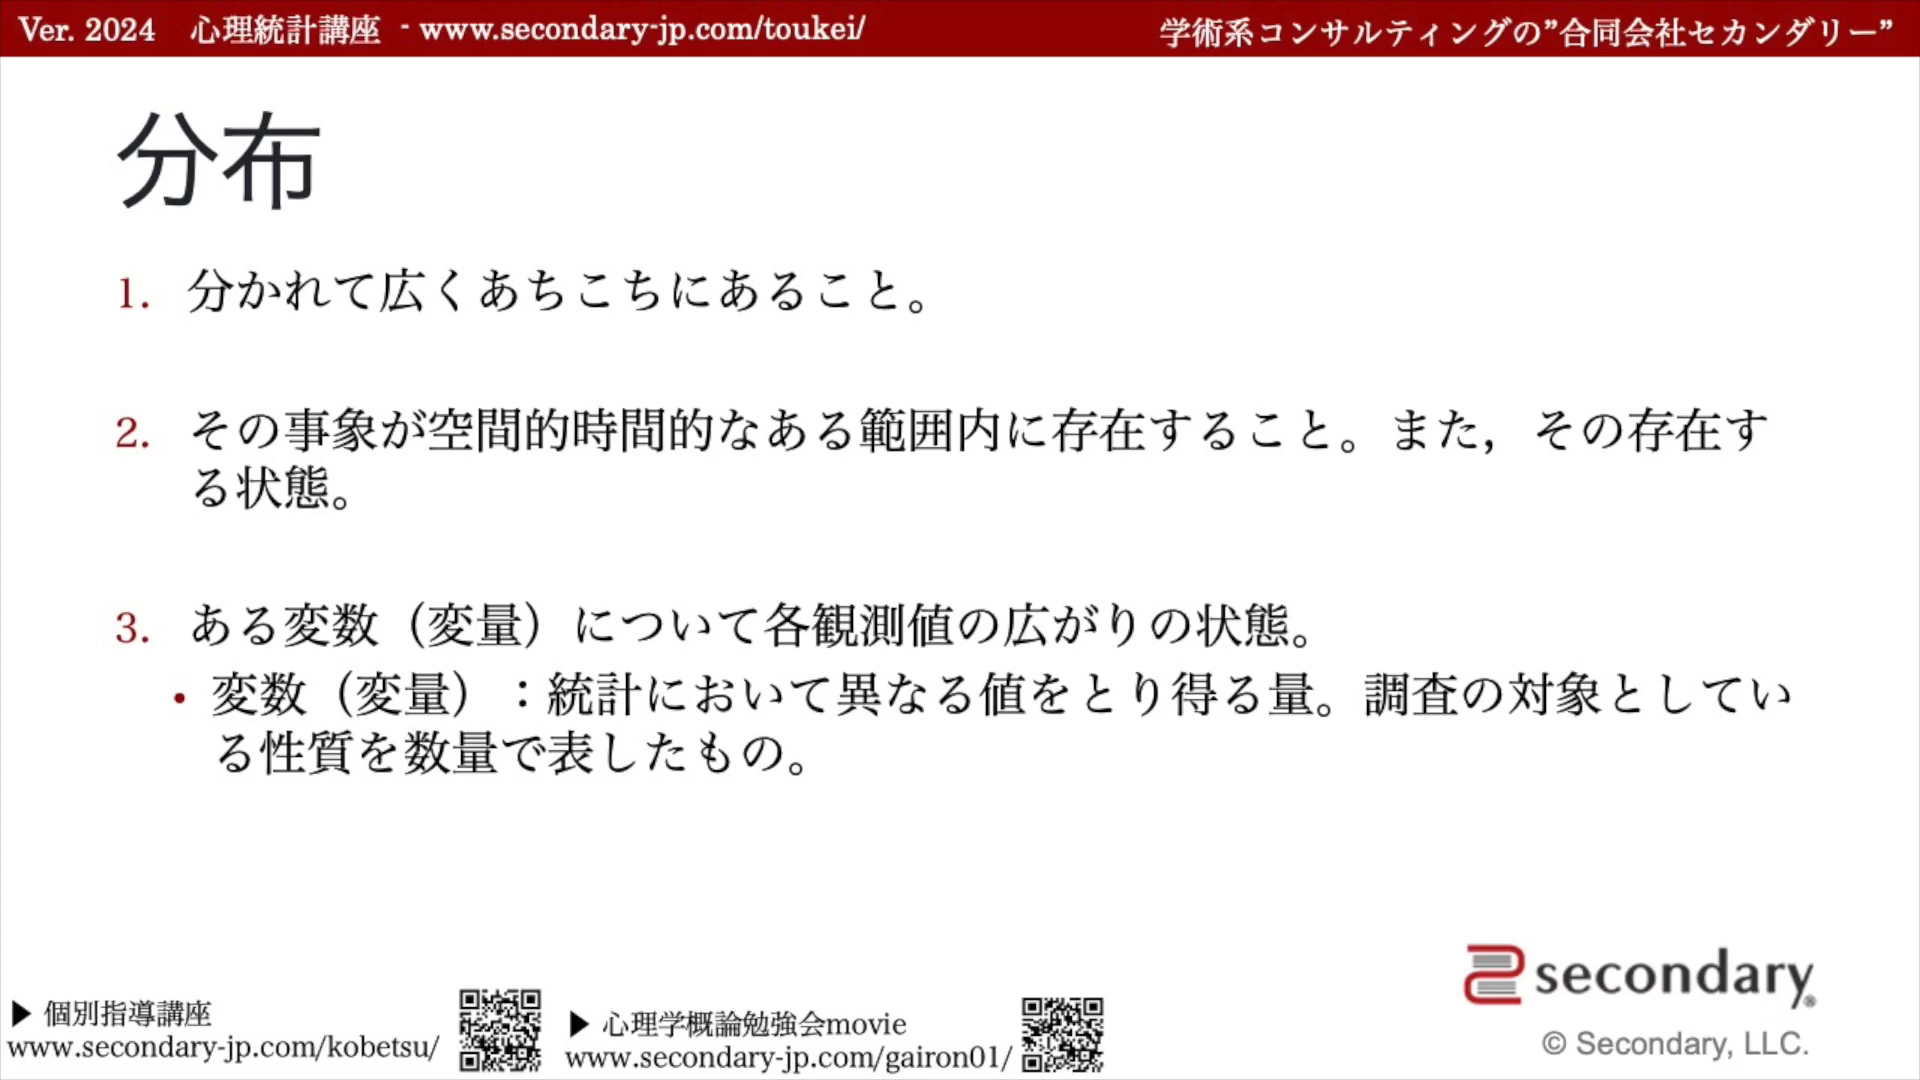 Ver. 2024 心理統計講座 - www.secondary-jp.com/toukei/
学術系コンサルティングの”合同会社セカンダリー”
分布
1. 分かれて広くあちこちにあること。
2. その事象が空間的時間的なある範囲内に存在すること。また，その存在す
る状態。
3. ある変数（変量）について各観測値の広がりの状態。
• 変数（変量）：統計において異なる値をとり得る量。調査の対象としてい
る性質を数量で表したもの。
▶ 個別指導講座
www.secondary-jp.com/kobetsu/
▶ 心理学概論勉強会movie
www.secondary-jp.com/gairon01/
secondary®
© Secondary, LLC.